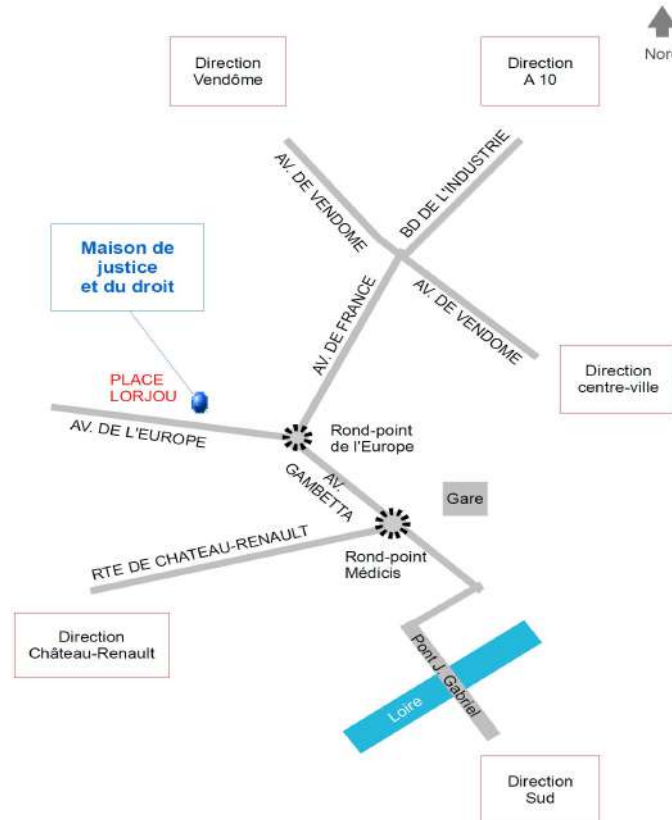 Nord
Direction
Vendôme
Direction
A 10
AV. DE VENDOME
BD DE L'INDUSTRIE
Maison de
justice
et du droit
AV. DE FRANCE
AV. DE VENDOME
Direction
centre-ville
PLACE
LORJOU
AV. DE L'EUROPE
Rond-point
de l'Europe
AV.
GAMBETTA
Gare
RTE DE CHATEAU-RENAULT
Rond-point
Médicis
Direction
Château-Renault
Pont J. Gabriel
Loire
Direction
Sud